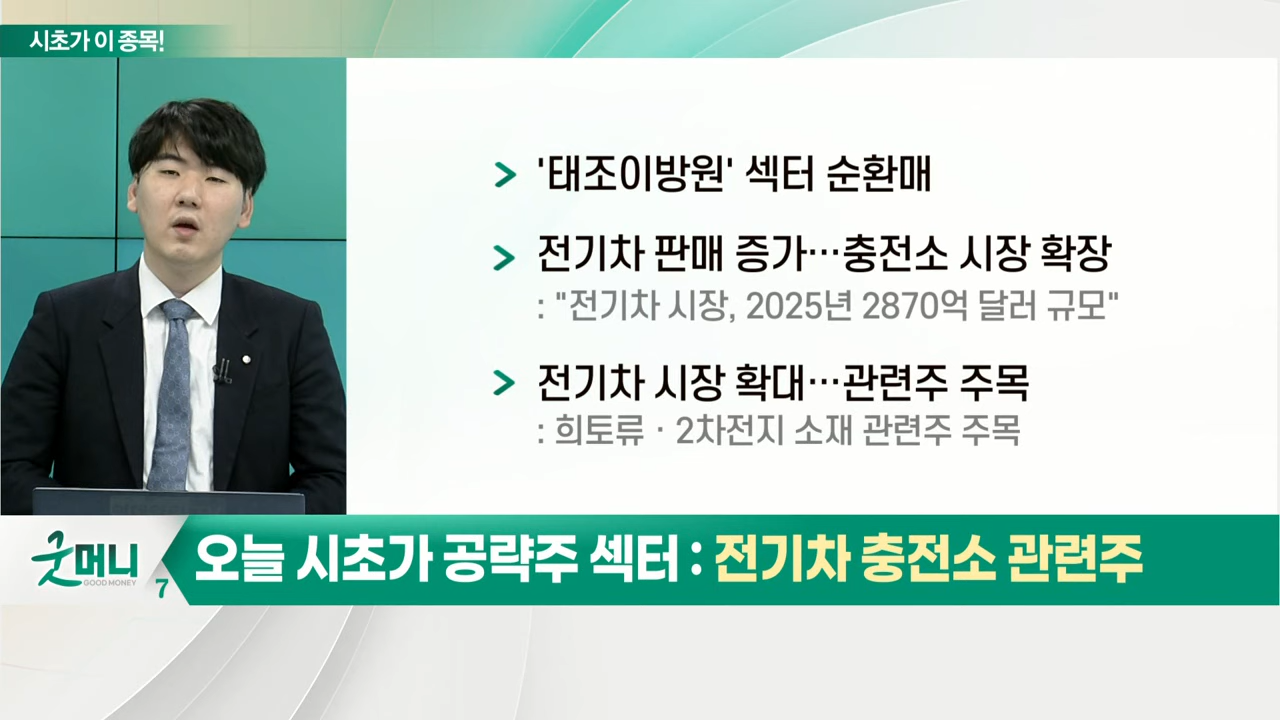 시초가 이 종목!
> '태조이방원' 섹터 순환매
> 전기차 판매 증가…충전소 시장 확장
: "전기차 시장, 2025년 2870억 달러 규모"
> 전기차 시장 확대…관련주 주목
: 희토류 · 2차전지 소재 관련주 주목
굿머니
GOOD MONEY
7
오늘 시초가 공략주 섹터 : 전기차 충전소 관련주